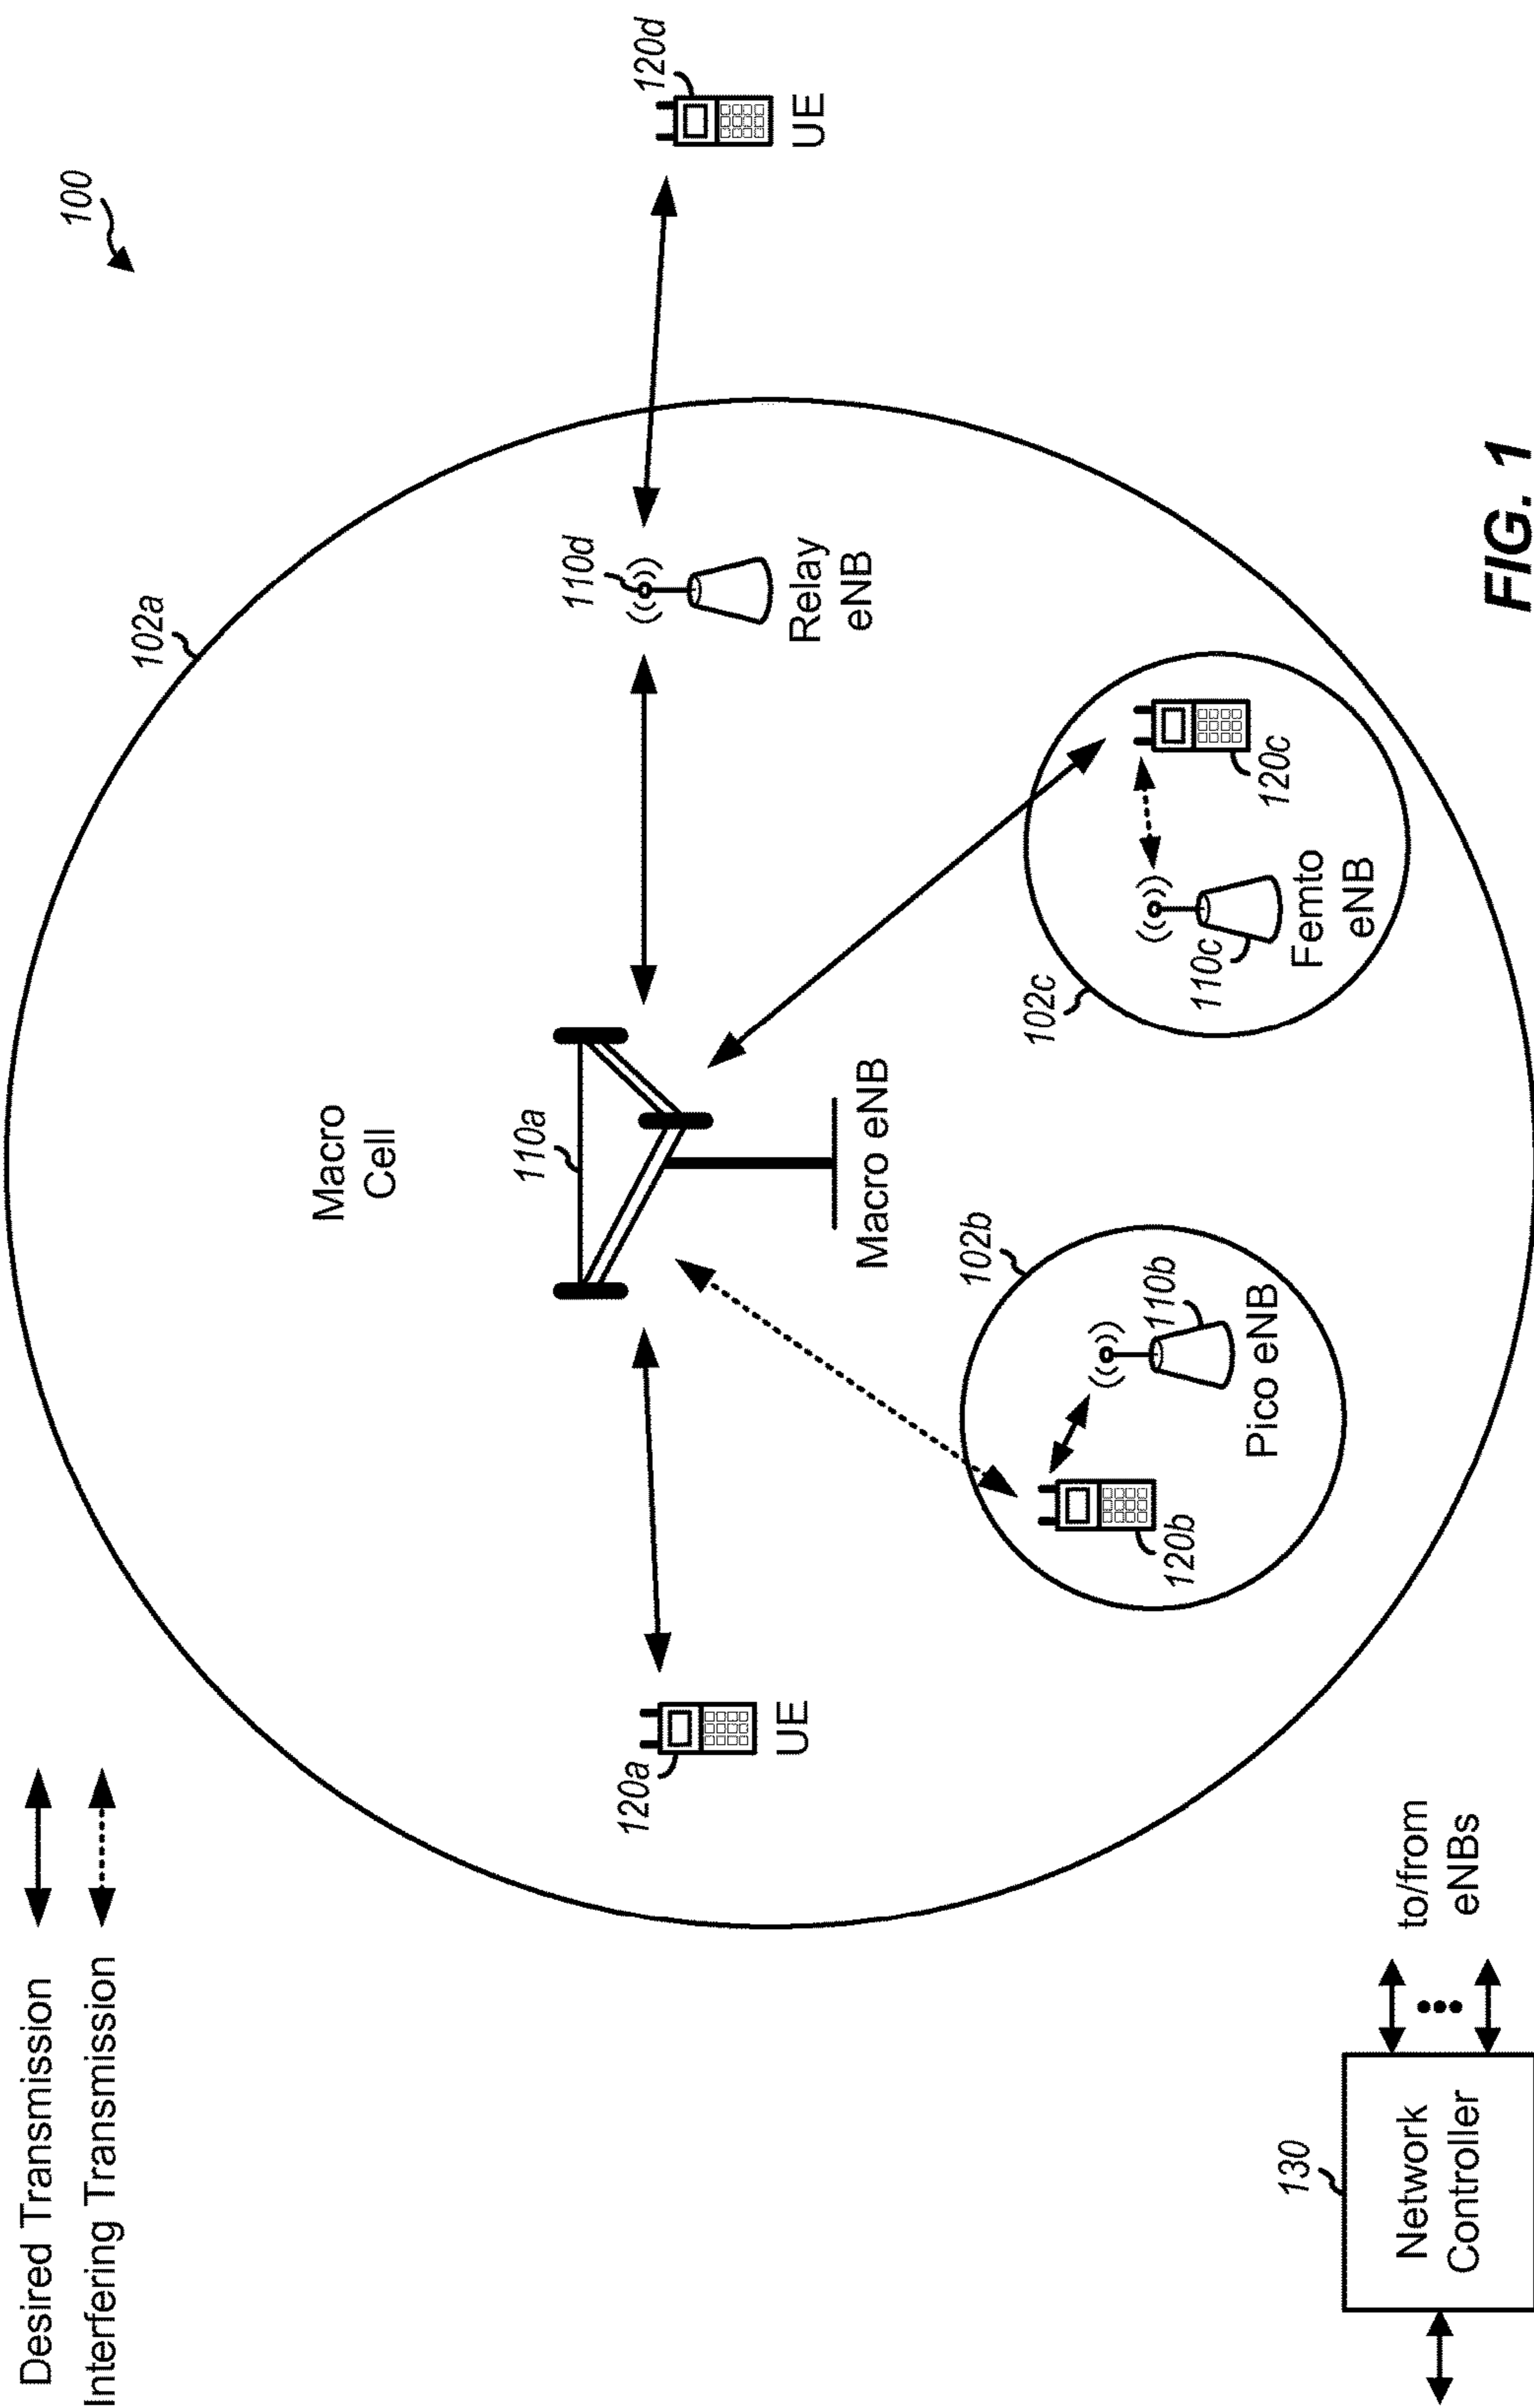 Desired Transmission
Interfering Transmission
100
102a
Macro
Cell
110a
Macro eNB
110d
Relay
eNB
120d
UE
120a
UE
102b
110b
Pico eNB
120b
102c
110c
Femto
eNB
120c
130
Network
Controller
to/from
eNBs
FIG. 1